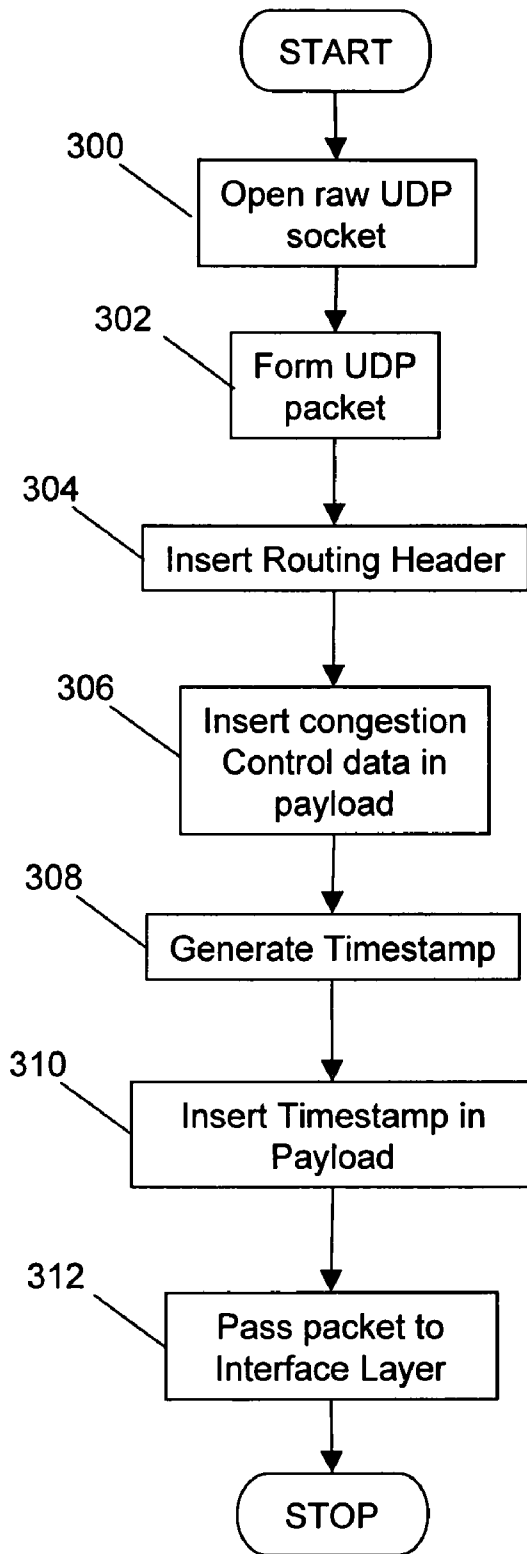 START
300
Open raw UDP
socket
302
Form UDP
packet
304
Insert Routing Header
306
Insert congestion
Control data in
payload
308
Generate Timestamp
310
Insert Timestamp in
Payload
312
Pass packet to
Interface Layer
STOP